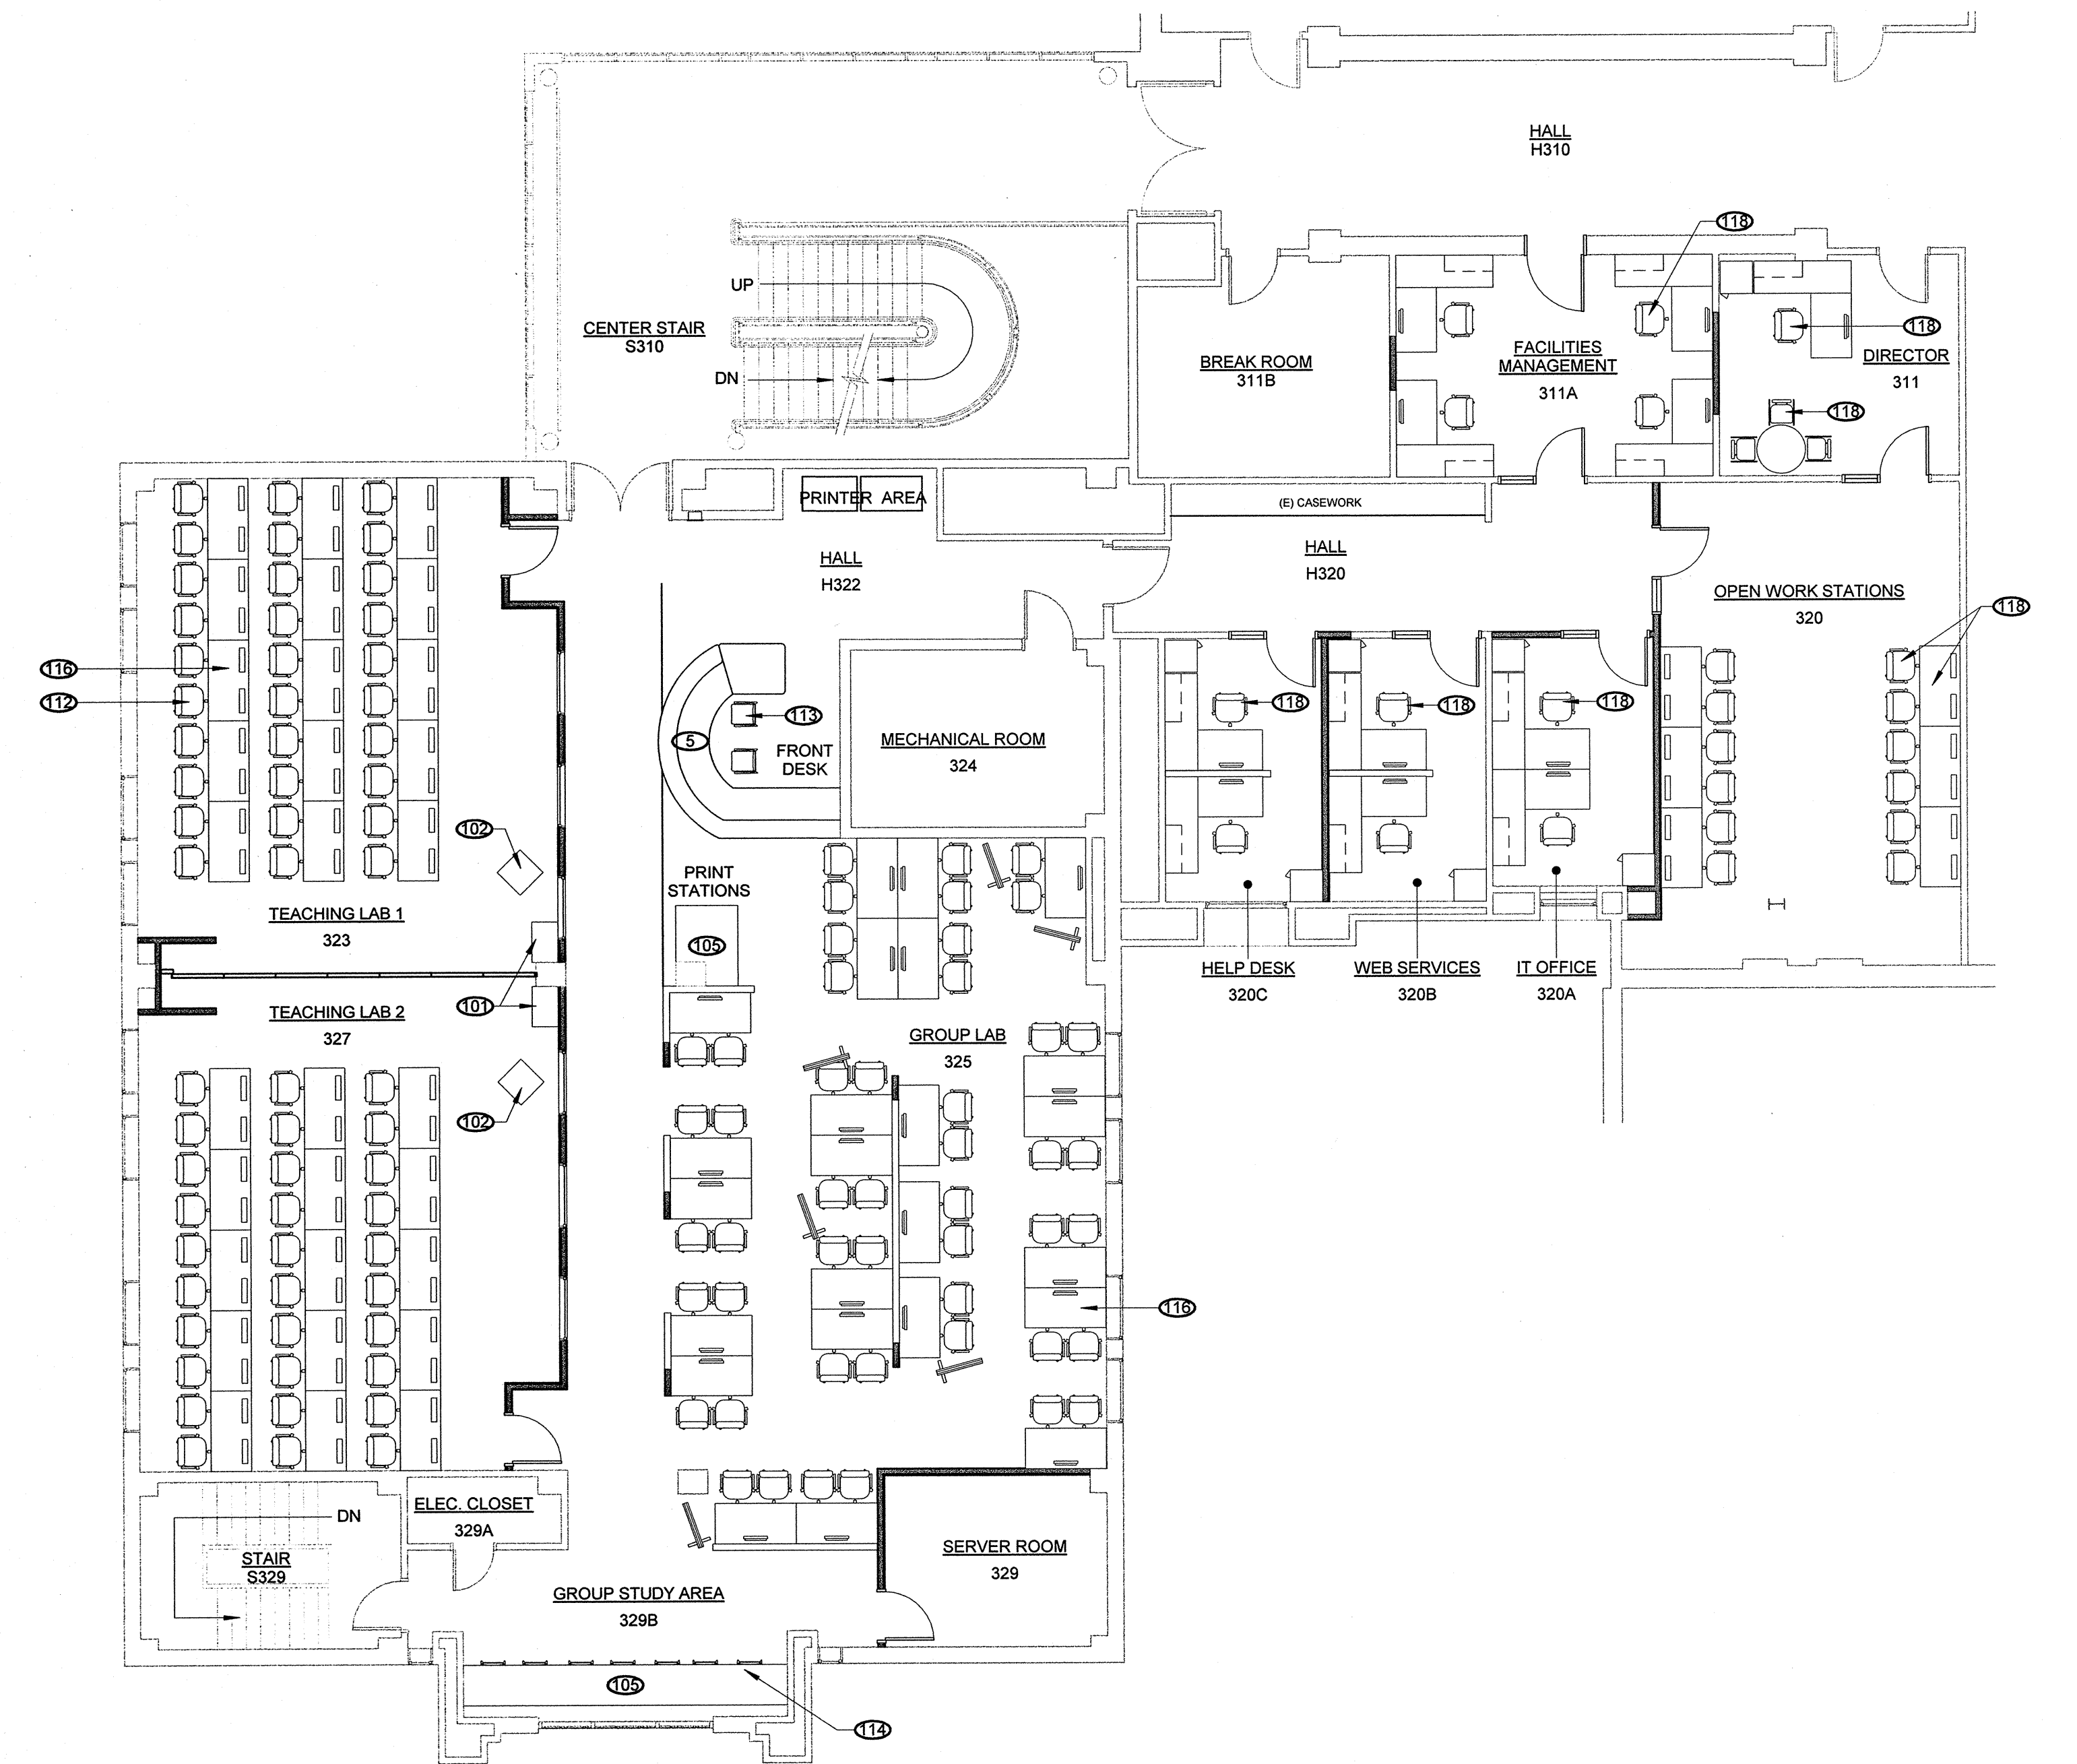 HALL
H310
118
UP
CENTER STAIR
S310
DN
BREAK ROOM
311B
FACILITIES
MANAGEMENT
311A
118
DIRECTOR
311
118
PRINTER AREA
(E) CASEWORK
HALL
H322
HALL
H320
OPEN WORK STATIONS
320
118
116
112
113
5
FRONT
DESK
MECHANICAL ROOM
324
118
118
118
102
PRINT
STATIONS
105
TEACHING LAB 1
323
101
TEACHING LAB 2
327
HELP DESK
320C
WEB SERVICES
320B
IT OFFICE
320A
GROUP LAB
325
102
116
ELEC. CLOSET
329A
DN
STAIR
S329
SERVER ROOM
329
GROUP STUDY AREA
329B
105
114